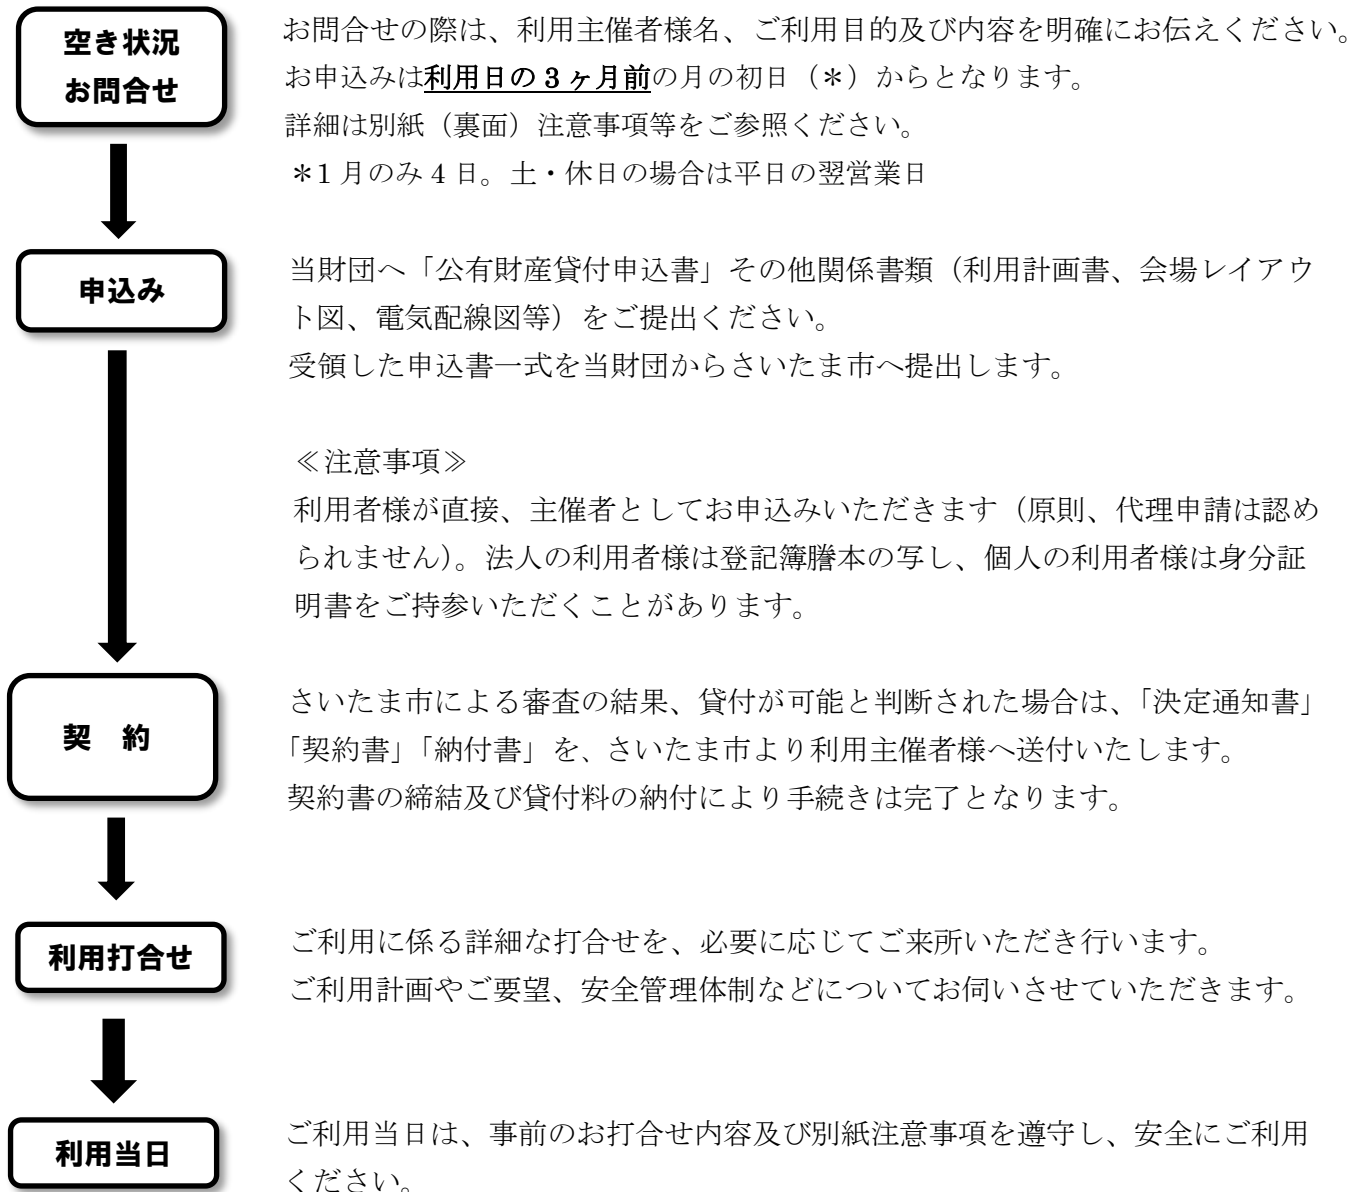 空き状況
お問合せ
お問合せの際は、利用主催者様名、ご利用目的及び内容を明確にお伝えください。
お申込みは利用日の3ヶ月前の月の初日（＊）からとなります。
詳細は別紙（裏面）注意事項等をご参照ください。
＊1月のみ4日。土・休日の場合は平日の翌営業日
申込み
当財団へ「公有財産貸付申込書」その他関係書類（利用計画書、会場レイアウ
ト図、電気配線図等）をご提出ください。
受領した申込書一式を当財団からさいたま市へ提出します。
≪注意事項≫
利用者様が直接、主催者としてお申込みいただきます（原則、代理申請は認め
られません）。法人の利用者様は登記簿謄本の写し、個人の利用者様は身分証
明書をご持参いただくことがあります。
契　約
さいたま市による審査の結果、貸付が可能と判断された場合は、「決定通知書」
「契約書」「納付書」を、さいたま市より利用主催者様へ送付いたします。
契約書の締結及び貸付料の納付により手続きは完了となります。
利用打合せ
ご利用に係る詳細な打合せを、必要に応じてご来所いただき行います。
ご利用計画やご要望、安全管理体制などについてお伺いさせていただきます。
利用当日
ご利用当日は、事前のお打合せ内容及び別紙注意事項を遵守し、安全にご利用
ください。